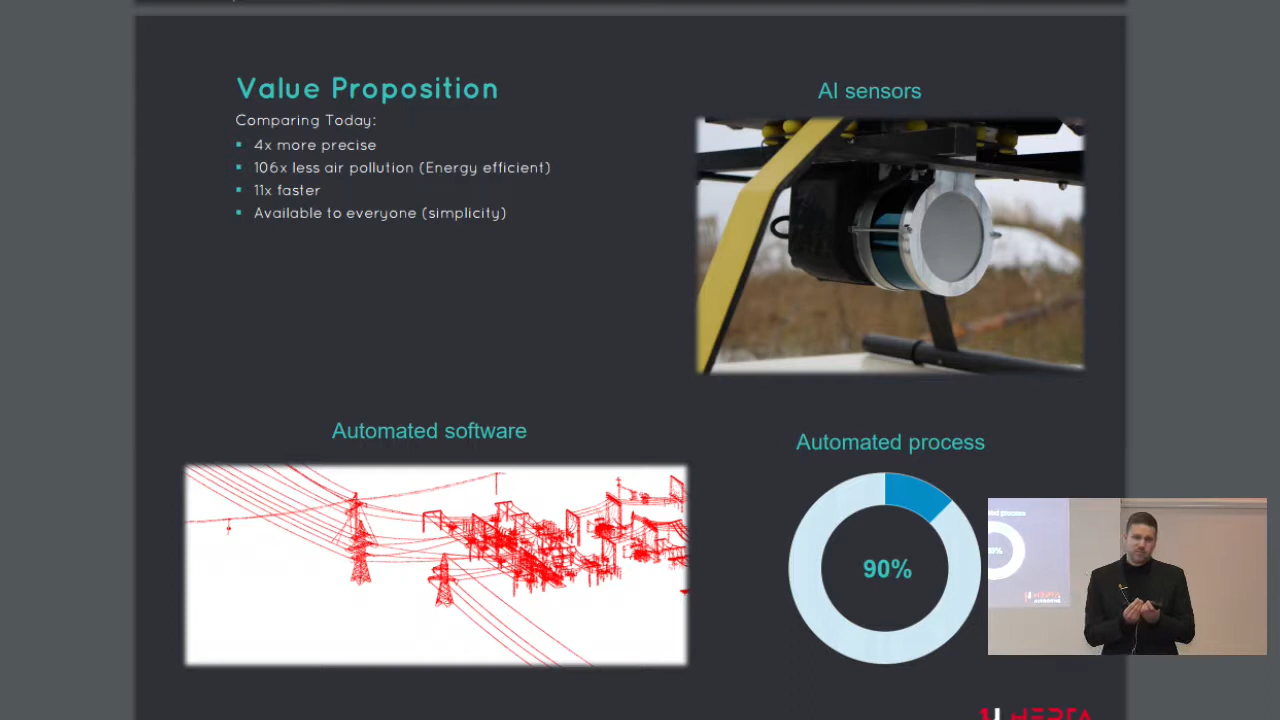 Value Proposition
Comparing Today:
4x more precise
106x less air pollution (Energy efficient)
11x faster
Available to everyone (simplicity)
AI sensors
Automated software
Automated process
90%